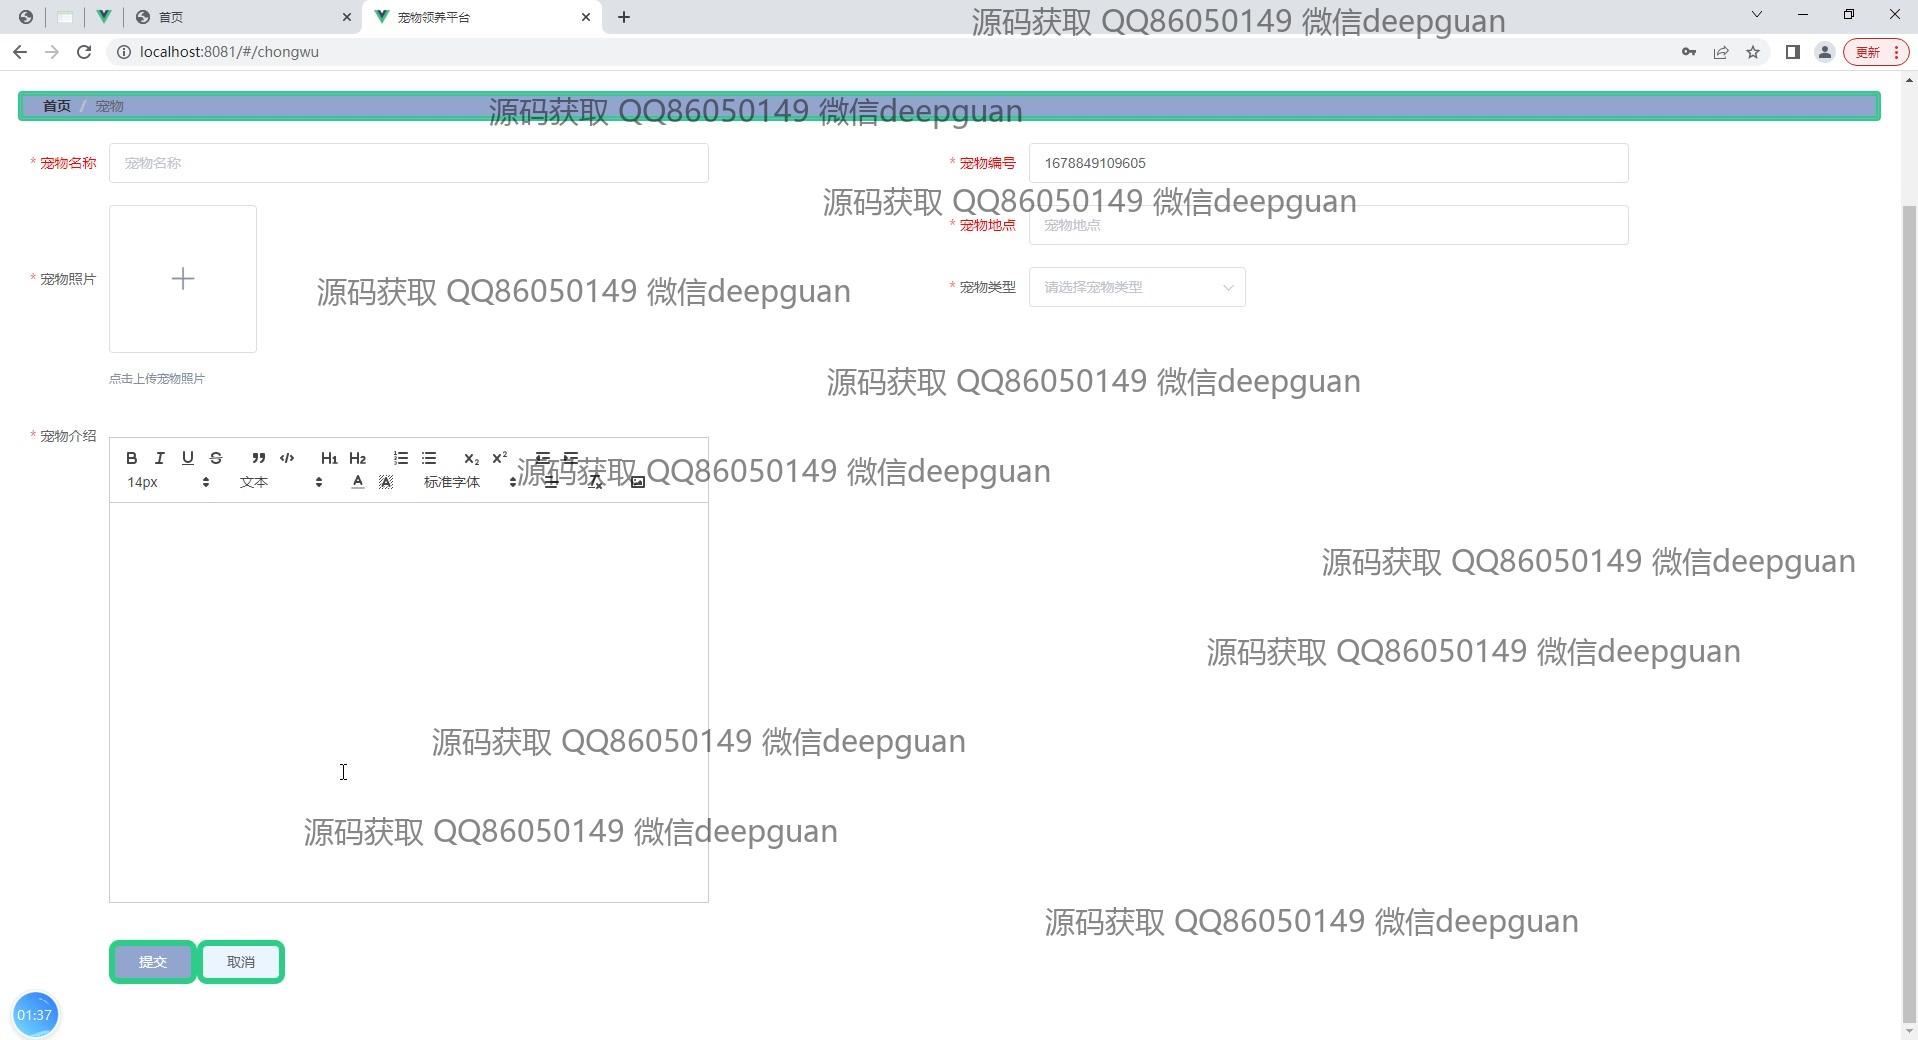 首页
宠物领养平台
源码获取 QQ86050149 微信deepguan
localhost:8081/#/chongwu
更新
首页 / 宠物
源码获取 QQ86050149 微信deepguan
* 宠物名称
宠物名称
* 宠物编号
1678849109605
源码获取 QQ86050149 微信deepguan
* 宠物地点
宠物地点
* 宠物照片
源码获取 QQ86050149 微信deepguan
* 宠物类型
请选择宠物类型
点击上传宠物照片
源码获取 QQ86050149 微信deepguan
* 宠物介绍
B I U S H1 H2 X2 X2
源码获取 QQ86050149 微信deepguan
14px 文本 A A 标准字体
源码获取 QQ86050149 微信deepguan
源码获取 QQ86050149 微信deepguan
源码获取 QQ86050149 微信deepguan
源码获取 QQ86050149 微信deepguan
源码获取 QQ86050149 微信deepguan
提交
取消
01:37